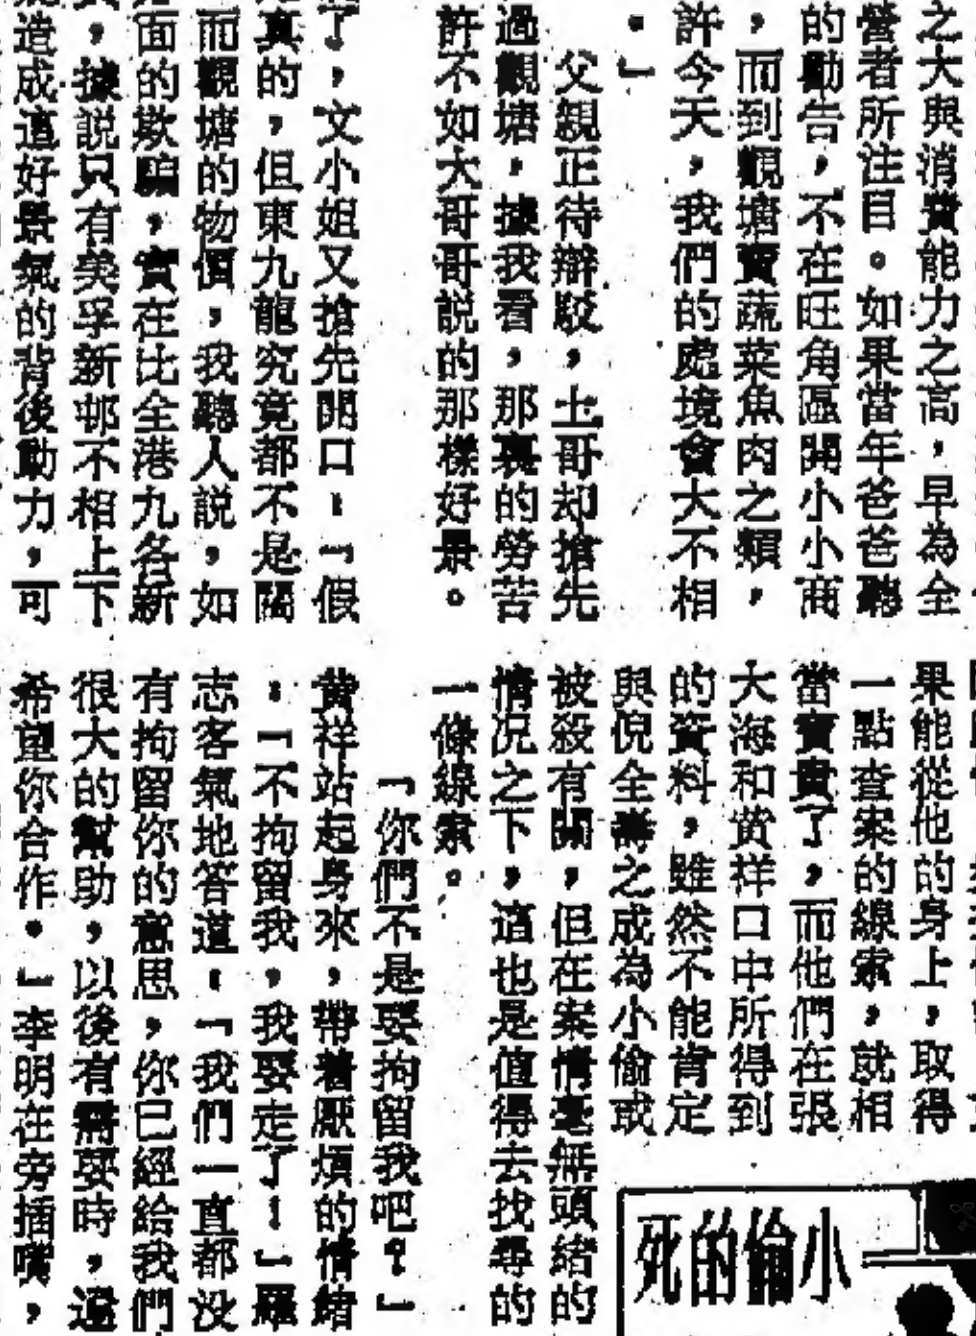 之大與消費能力之高，早為全
營者所注目。如果當年爸爸聽
的勸告，不在旺角區開小小商
，而到觀塘賣蔬菜魚肉之類，
許今天，我們的處境會大不相
。」
父親正待辯駁，土哥却搶先
過觀塘，據我看，那裏的勞苦
許不如大哥哥説的那樣好景。
了，文小姐又搶先開口：「假
真的，但東九龍究竟都不是闊
而觀塘的物價，我聽人説，如
面的欺騙，實在比全港九各新
，據説只有美孚新邨不相上下
造成這好景氣的背後動力，可
果能從他的身上，取得
一點查案的線索，就相
當寶貴了，而他們在張
大海和黄祥口中所得到
的資料，雖然不能肯定
與倪全壽之成為小偷或
被殺有關，但在案情毫無頭緒的
情况之下，這也是值得去找尋的
一條線索。
「你們不是要拘留我吧？」
黄祥站起身來，帶着厭煩的情緒
：「不拘留我，我要走了！」羅
志客氣地答道：「我們一直都没
有拘留你的意思，你已經給我們
很大的幫助，以後有需要時，還
希望你合作。」李明在旁插嘴，
小偷的死